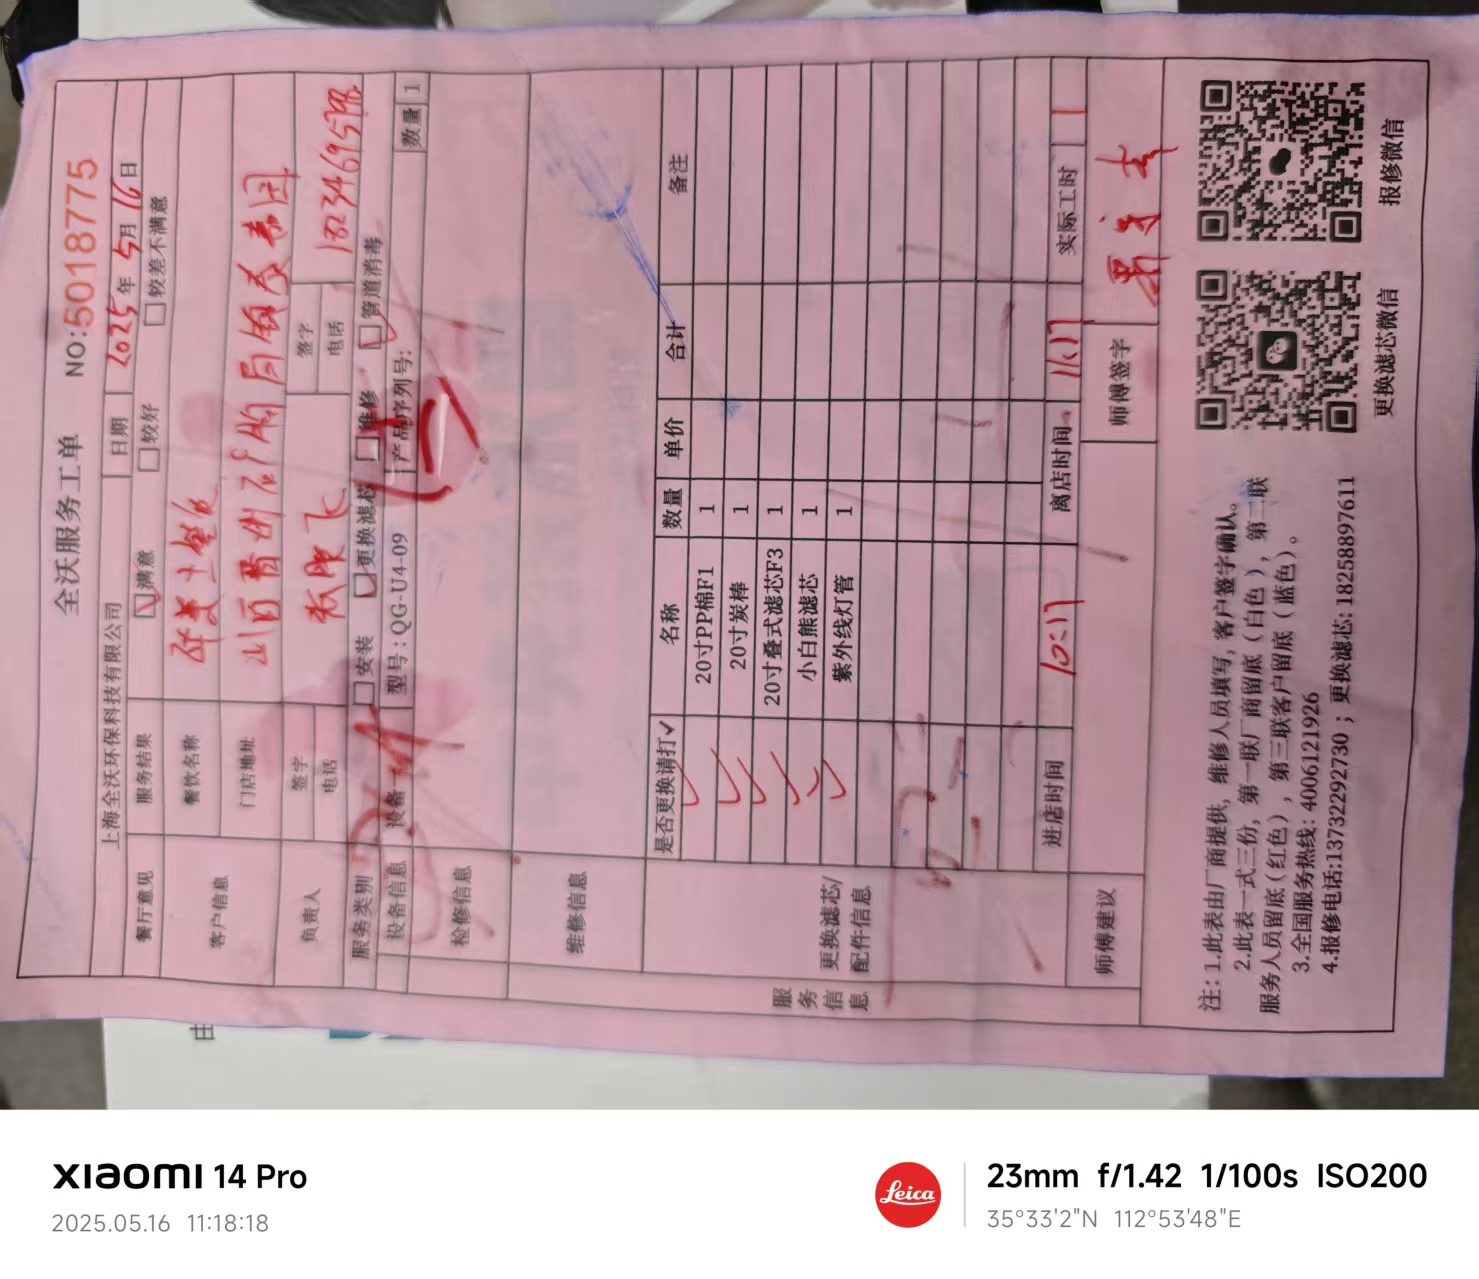 全沃服务工单 NO:5018775
上海全沃环保科技有限公司 日期 2025年5月16日
餐厅意见 服务结果 ☑满意 □较好 □较差不满意
客户信息 餐饮名称
门店地址 山西晋
负责人 签字 飞 签字
电话 电话 18234695998
服务类别 □安装 ☑更换滤芯 □维修 □管道消毒
设备信息 设备 型号:QG-U4-09 产品序列号: 数量 1
检修信息
维修信息
服务信息
更换滤芯/配件信息
是否更换请打✓ 名称 数量 单价 合计 备注
✓ 20寸PP棉F1 1
✓ 20寸炭棒 1
✓ 20寸叠式滤芯F3 1
✓ 小白熊滤芯 1
✓ 紫外线灯管 1
进店时间 10:17 离店时间 11:17 实际工时 1
师傅建议 师傅签字
注: 1.此表由厂商提供, 维修人员填写, 客户签字确认。
2.此表一式三份, 第一联厂商留底(白色), 第二联
服务人员留底(红色), 第三联客户留底(蓝色)。
3.全国服务热线: 4006121926
4.报修电话:13732292730 ; 更换滤芯: 18258897611
更换滤芯微信 报修微信
由
XIAOMI 14 Pro
2025.05.16 11:18:18
Leica
23mm f/1.42 1/100s ISO200
35°33'2"N 112°53'48"E